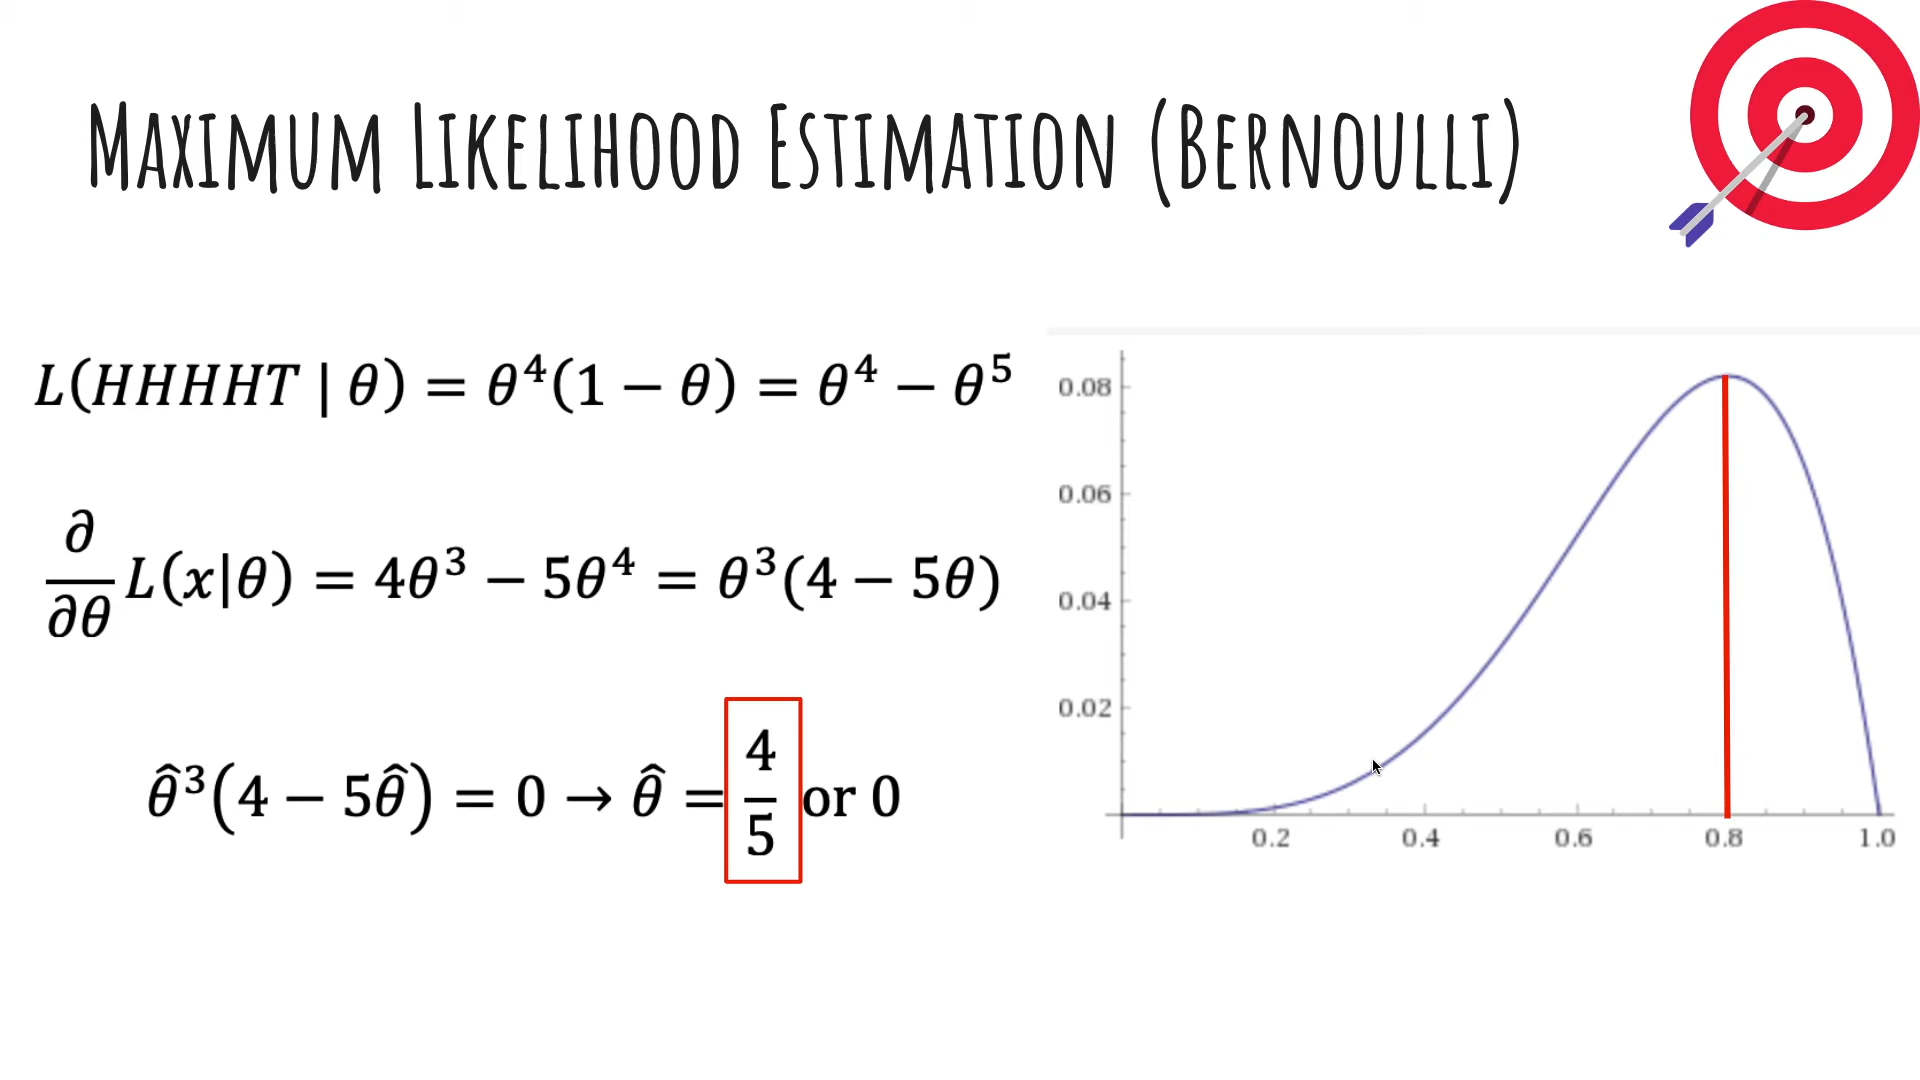 MAXIMUM LIKELIHOOD ESTIMATION (BERNOULLI)
L(HHHHT | θ) = θ⁴(1 − θ) = θ⁴ − θ⁵
∂/∂θ L(x|θ) = 4θ³ − 5θ⁴ = θ³(4 − 5θ)
θ̂³(4 − 5θ̂) = 0 → θ̂ = 4/5 or 0
0.08
0.06
0.04
0.02
0.2 0.4 0.6 0.8 1.0